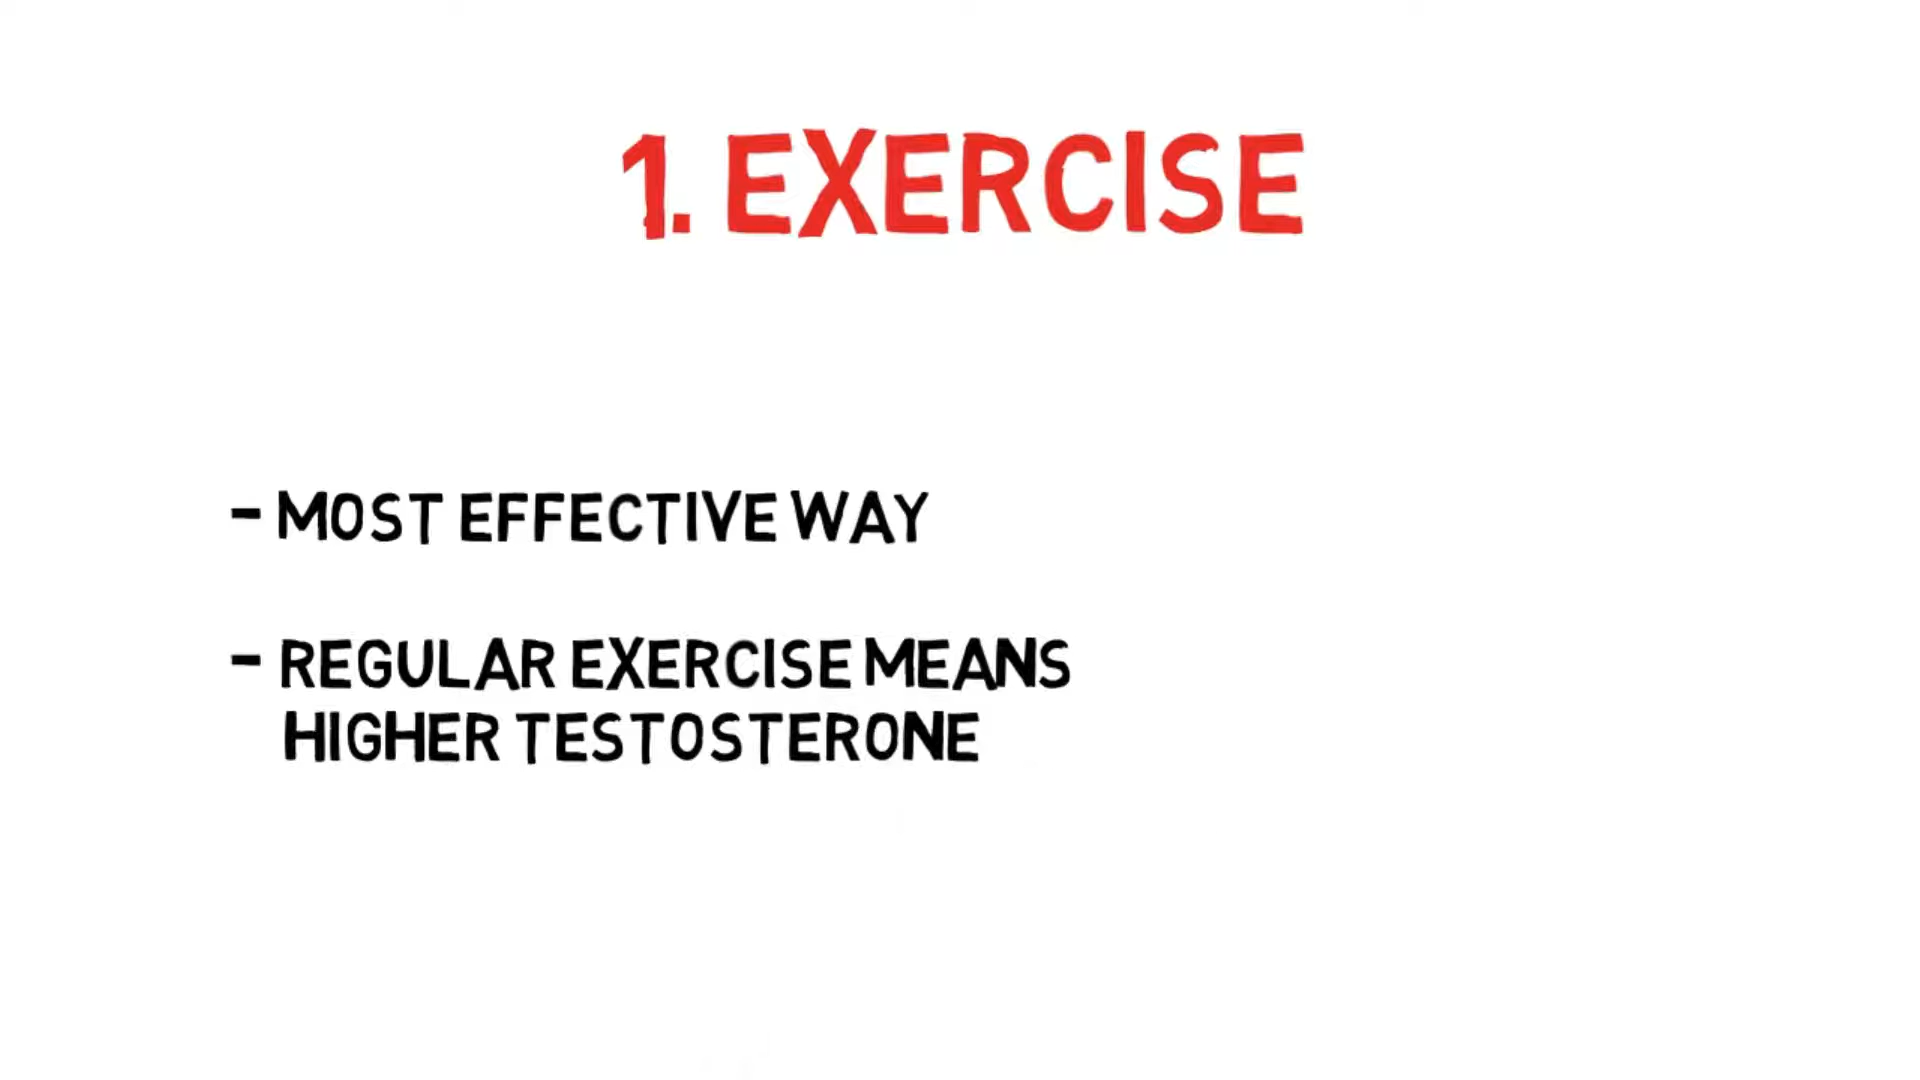 1. EXERCISE
- MOST EFFECTIVE WAY
- REGULAR EXERCISE MEANS
HIGHER TESTOSTERONE